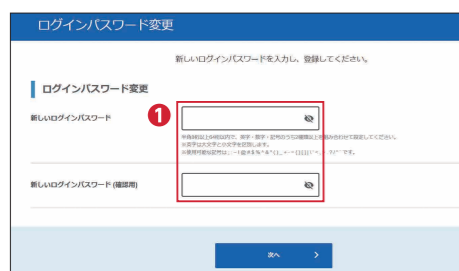 ログインパスワード変更
新しいログインパスワードを入力し、登録してください。
ログインパスワード変更
新しいログインパスワード
1
※英字は大文字と小文字を区別します。
新しいログインパスワード (確認用)
次へ